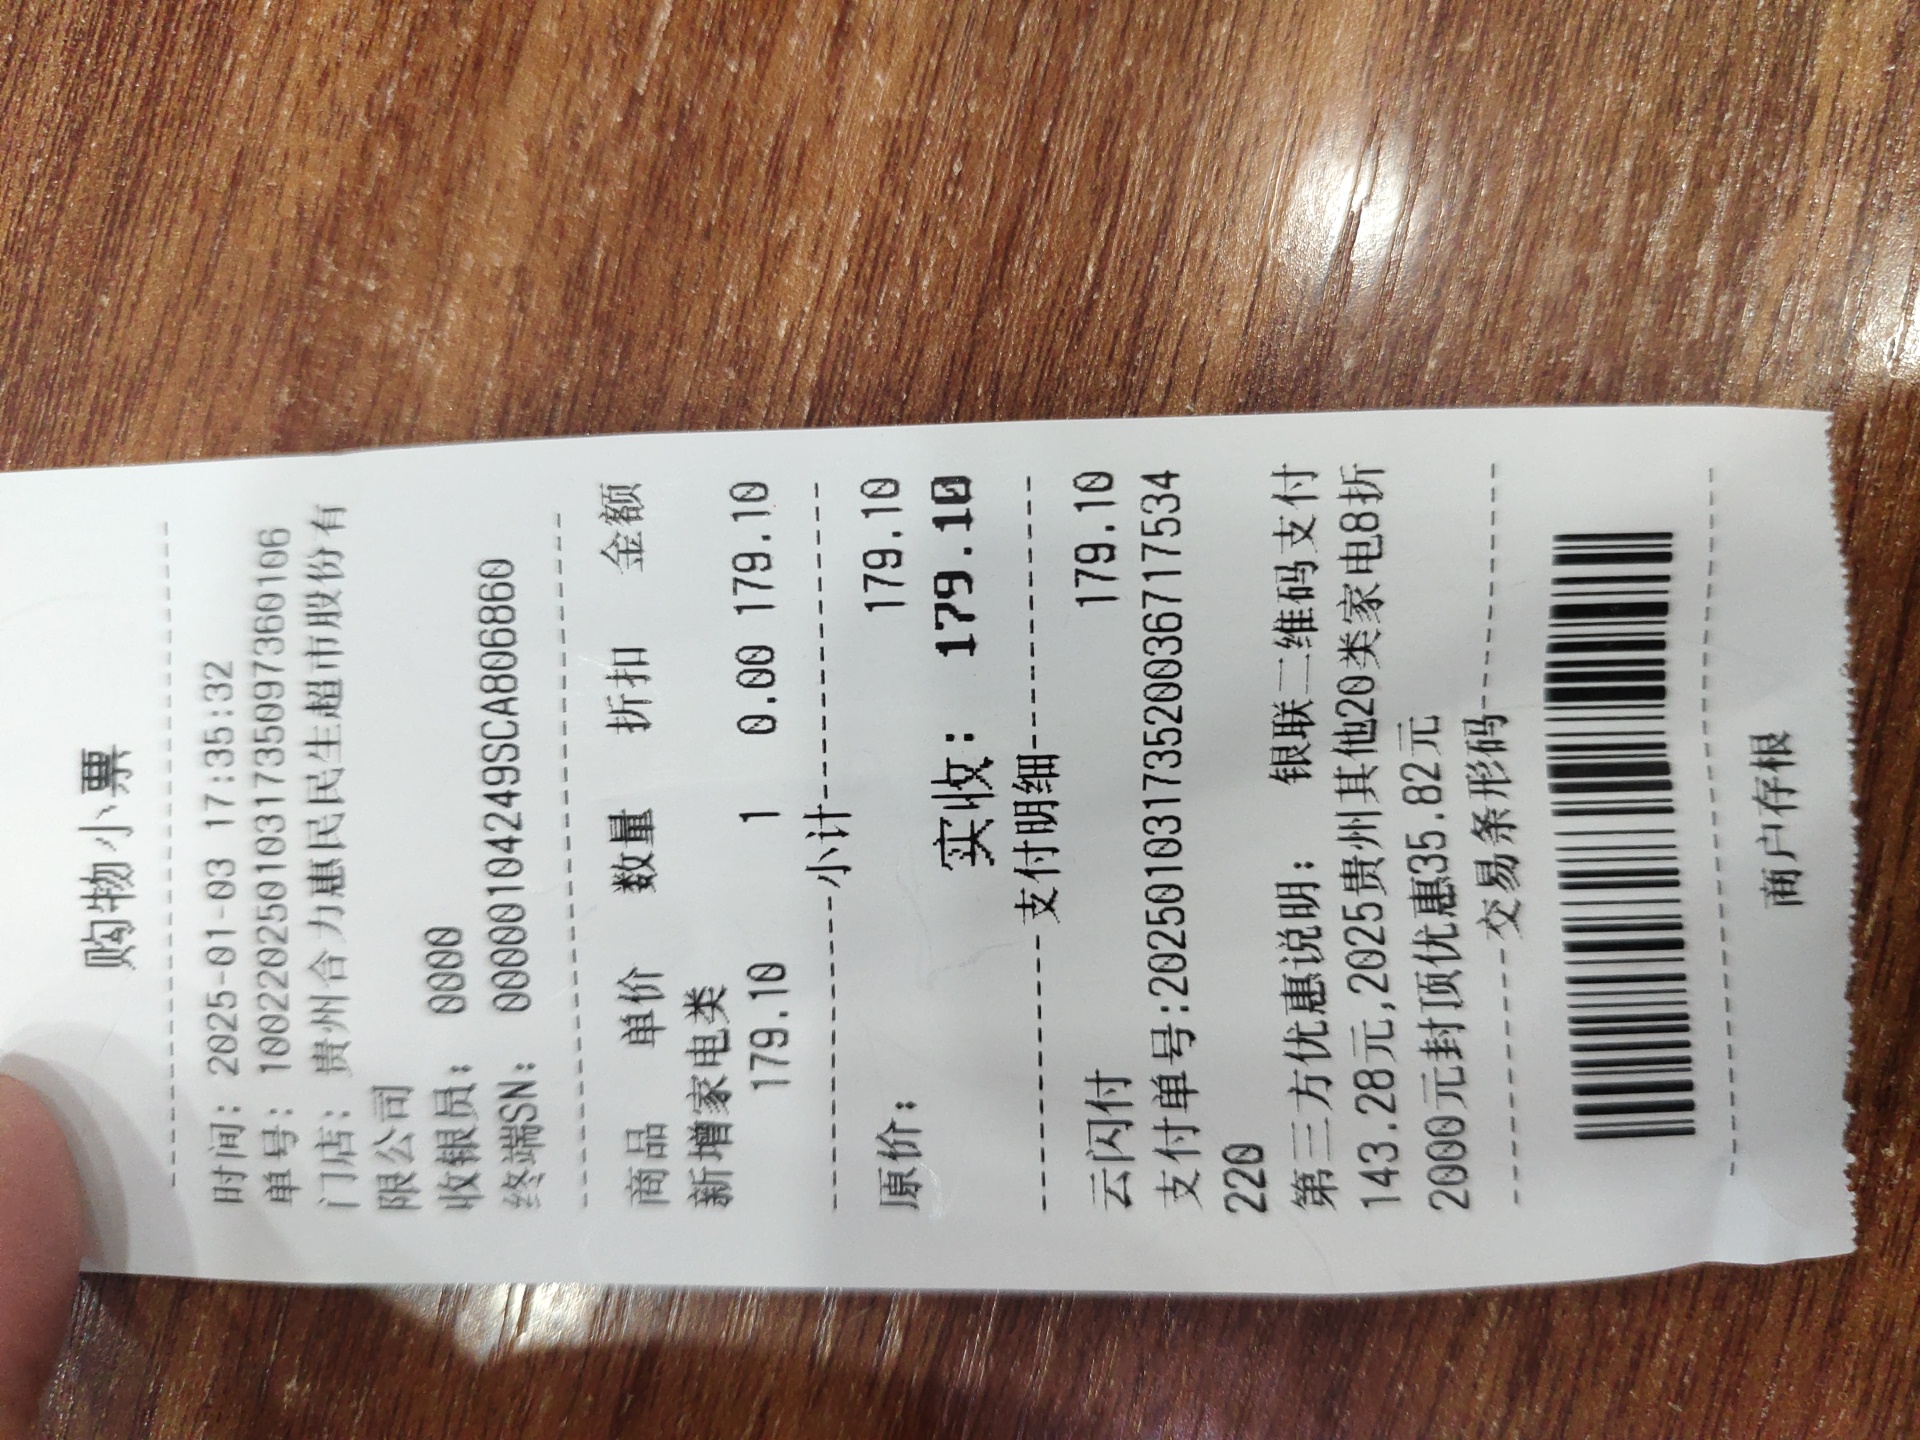 购物小票
时间: 2025-01-03 17:35:32
单号: 1002202501031735097360106
门店: 贵州合力惠民民生超市股份有
限公司
收银员: 0000
终端SN: 00000104249SCA806860
商品 单价 数量 折扣 金额
新增家电类
179.10 1 0.00 179.10
小计
原价: 179.10
实收: 179.10
支付明细
云闪付 179.10
支付单号:20250103173520036717534
220
第三方优惠说明: 银联二维码支付
143.28元,2025贵州其他20类家电8折
2000元封顶优惠35.82元
交易条形码
商户存根